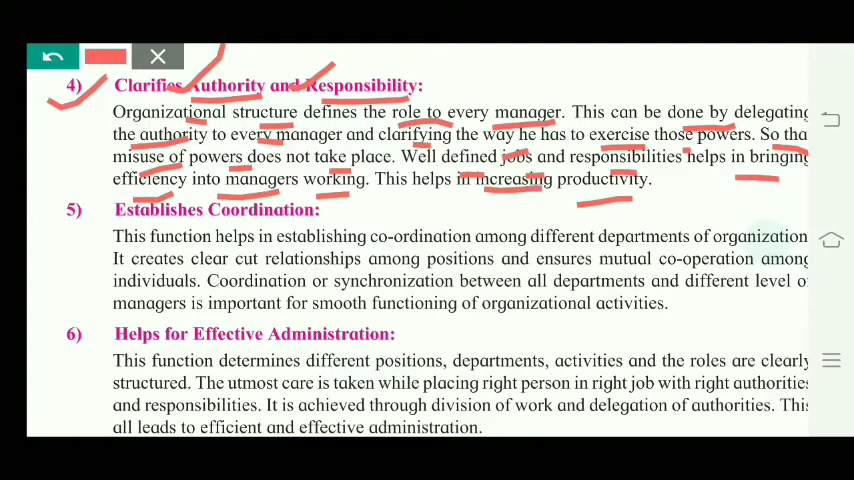 4) Clarifies Authority and Responsibility:
Organizational structure defines the role to every manager. This can be done by delegating
the authority to every manager and clarifying the way he has to exercise those powers. So tha
misuse of powers does not take place. Well defined jobs and responsibilities helps in bringing
efficiency into managers working. This helps in increasing productivity.
5) Establishes Coordination:
This function helps in establishing co-ordination among different departments of organization
It creates clear cut relationships among positions and ensures mutual co-operation among
individuals. Coordination or synchronization between all departments and different level o
managers is important for smooth functioning of organizational activities.
6) Helps for Effective Administration:
This function determines different positions, departments, activities and the roles are clearly
structured. The utmost care is taken while placing right person in right job with right authorities
and responsibilities. It is achieved through division of work and delegation of authorities. This
all leads to efficient and effective administration.